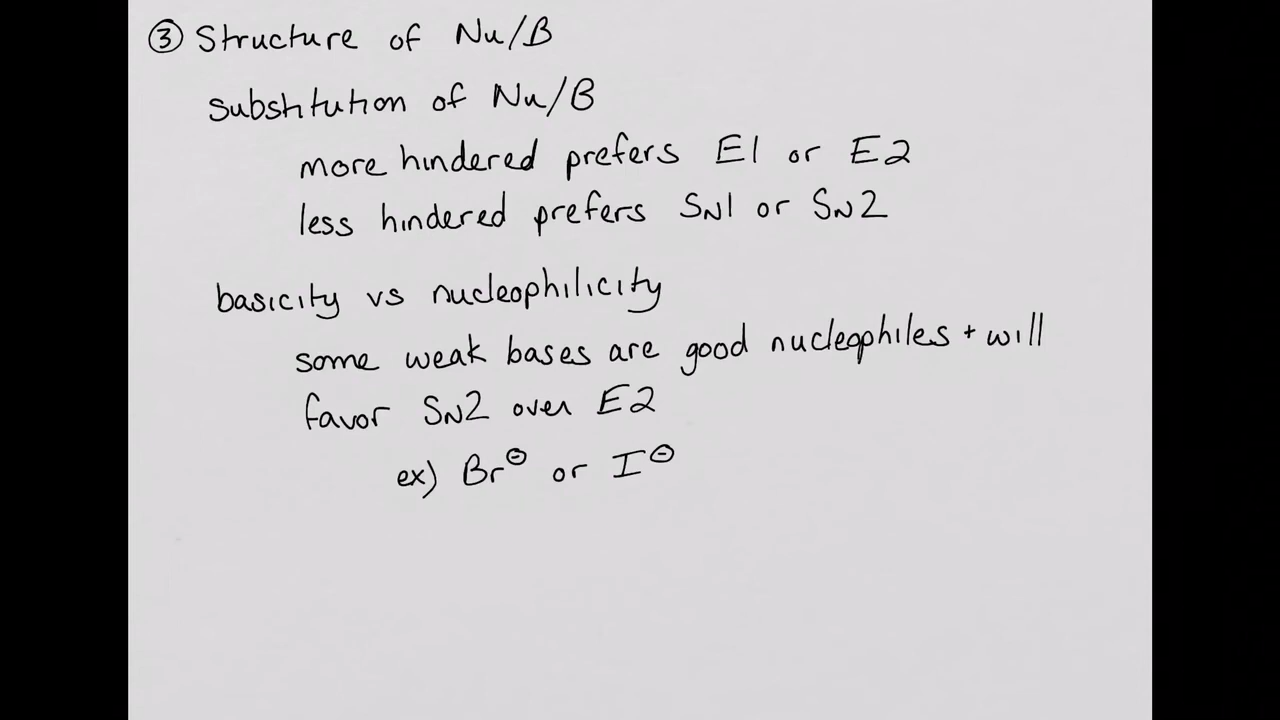 ③ Structure of Nu/B
substitution of Nu/B
more hindered prefers E1 or E2
less hindered prefers SN1 or SN2
basicity vs nucleophilicity
some weak bases are good nucleophiles + will
favor SN2 over E2
ex) Br⊖ or I⊖